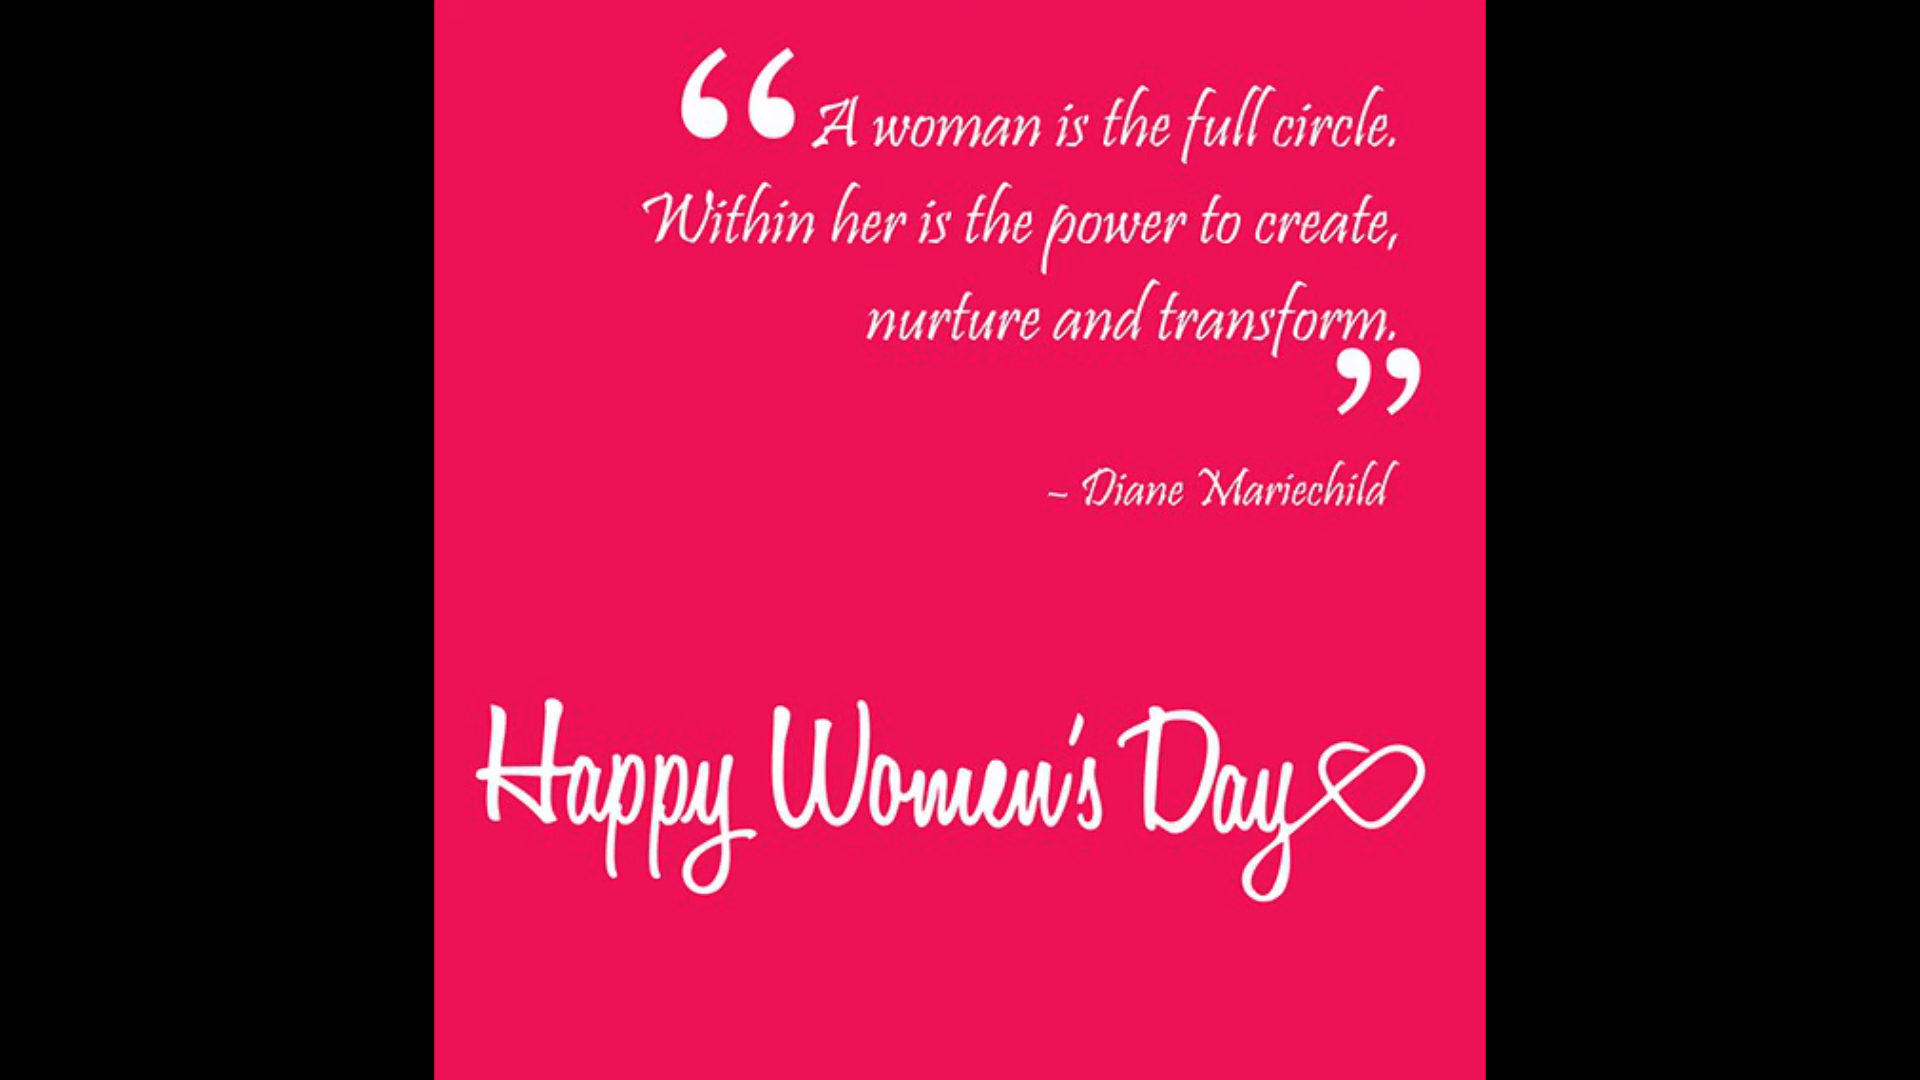 “ A woman is the full circle.
Within her is the power to create,
nurture and transform.
”
~ Diane Mariechild
Happy Women's Day